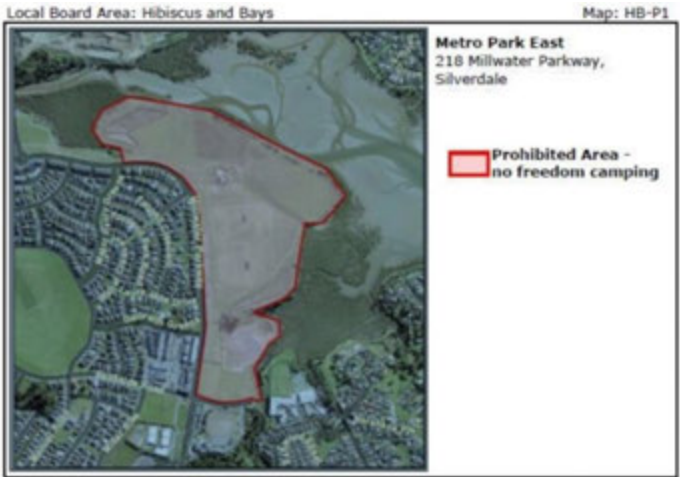 Local Board Area: Hibiscus and Bays
Map: HB-P1
Metro Park East
218 Millwater Parkway,
Silverdale
Prohibited Area -
no freedom camping